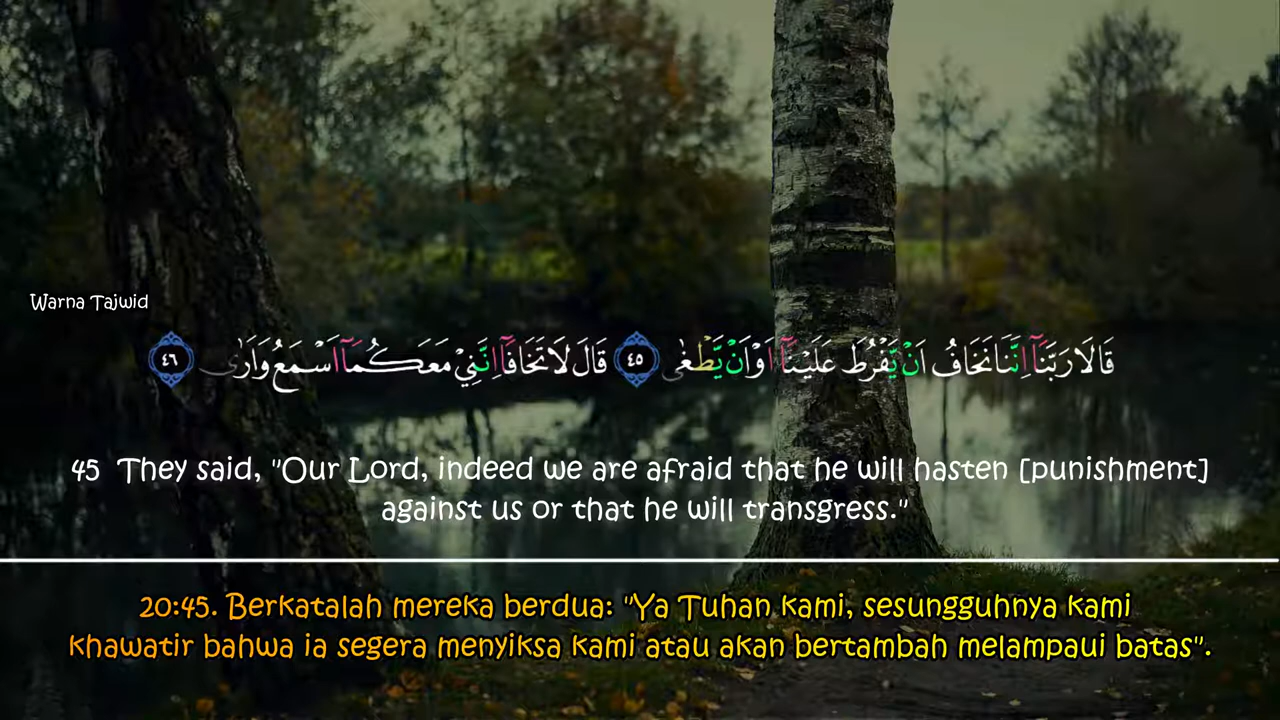 Warna Tajwid
قَالَا رَبَّنَآ اِنَّنَا نَخَافُ اَنْ يَّفْرُطَ عَلَيْنَآ اَوْ اَنْ يَّطْغٰى ٤٥ قَالَ لَا تَخَافَآ اِنَّنِيْ مَعَكُمَآ اَسْمَعُ وَاَرٰى ٤٦
45 They said, "Our Lord, indeed we are afraid that he will hasten [punishment]
against us or that he will transgress."
20:45. Berkatalah mereka berdua: "Ya Tuhan kami, sesungguhnya kami
khawatir bahwa ia segera menyiksa kami atau akan bertambah melampaui batas".